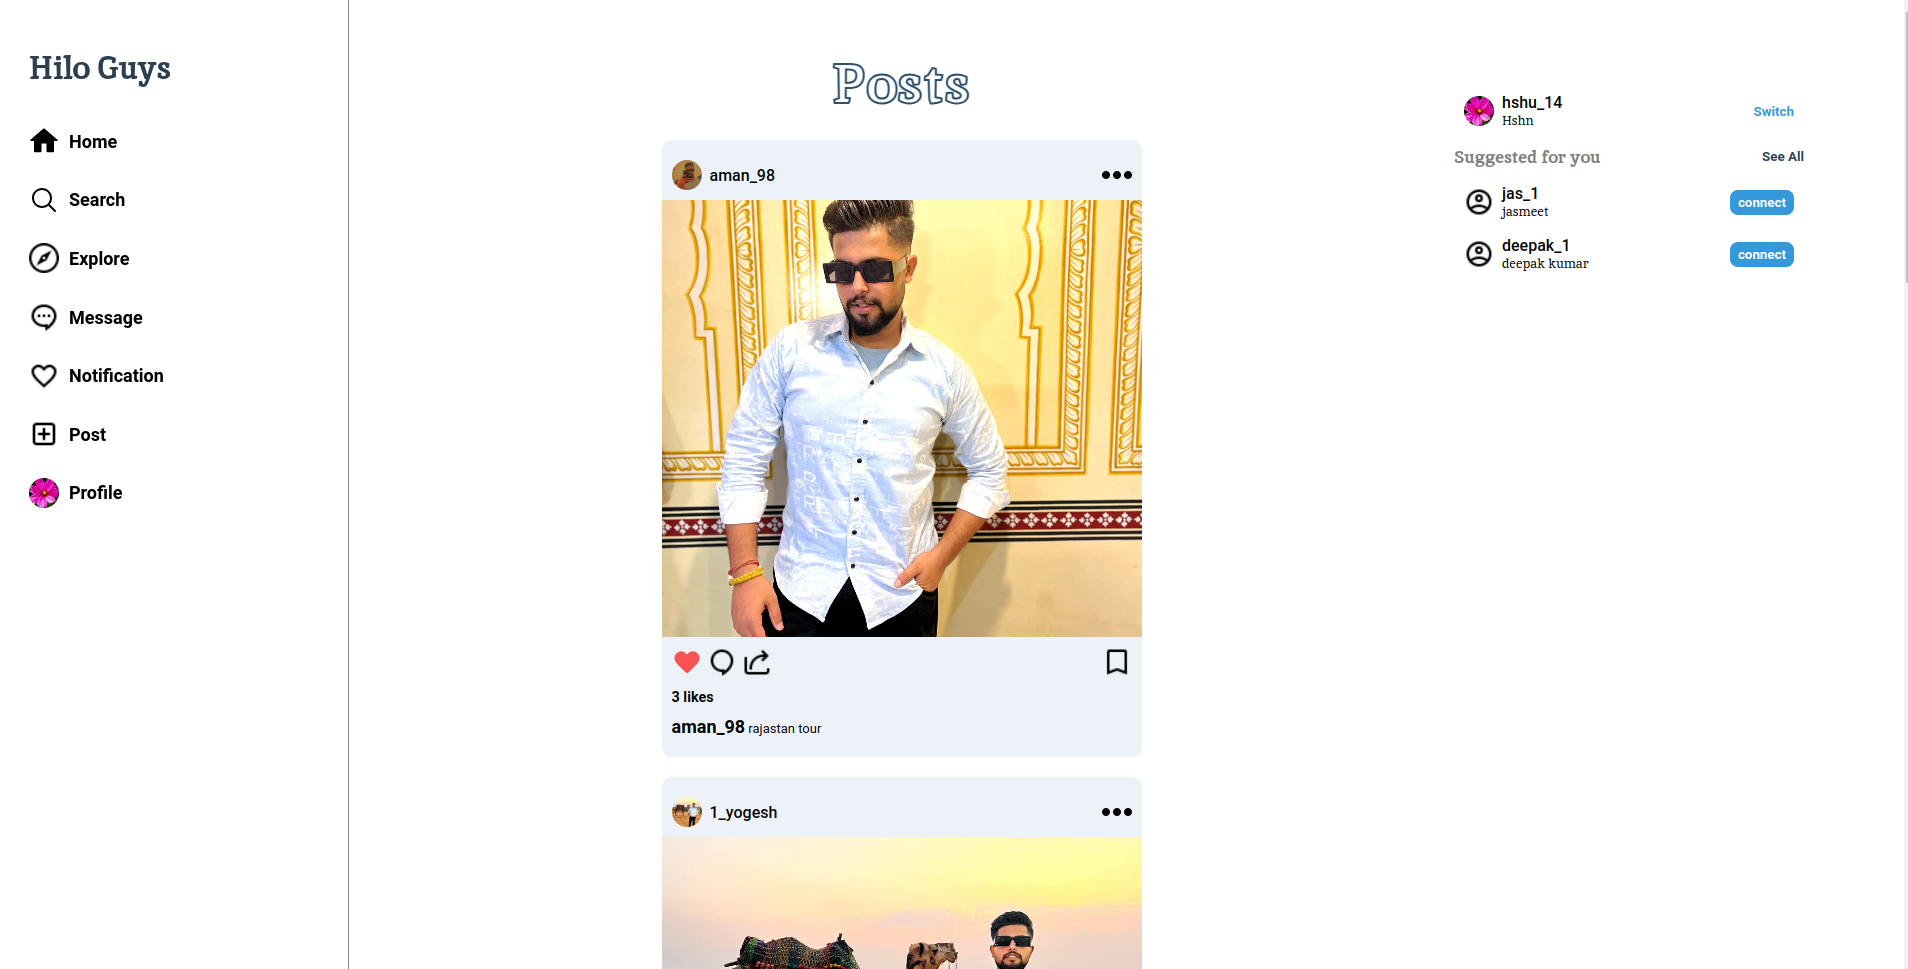 Hilo Guys
Home
Search
Explore
Message
Notification
Post
Profile
Posts
aman_98
3 likes
aman_98 rajastan tour
1_yogesh
hshu_14
Hshn
Switch
Suggested for you
See All
jas_1
jasmeet
connect
deepak_1
deepak kumar
connect